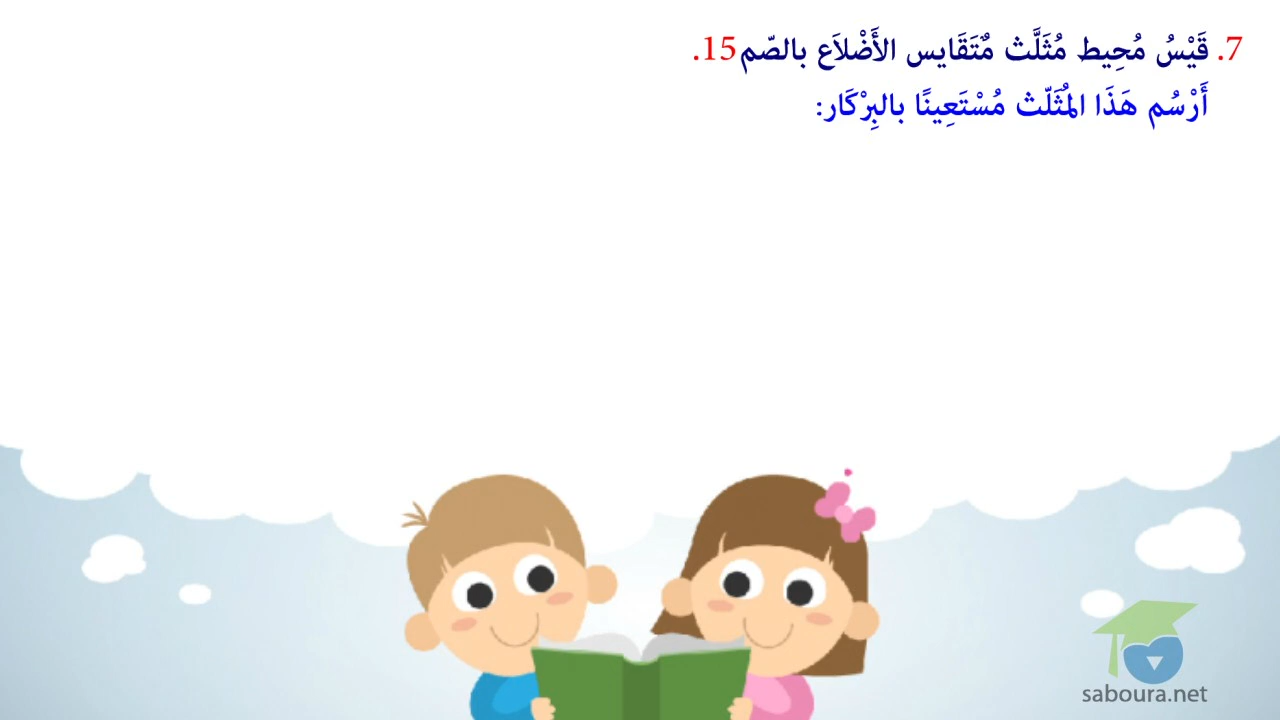 7. قَيْسُ مُحِيط مُثَلَّث مٌتَقَايس الأَضْلاَع بالصّم15.
أَرْسُم هَذَا المٌثَلّث مُسْتَعِينًا بالبِرْكَار:
saboura.net